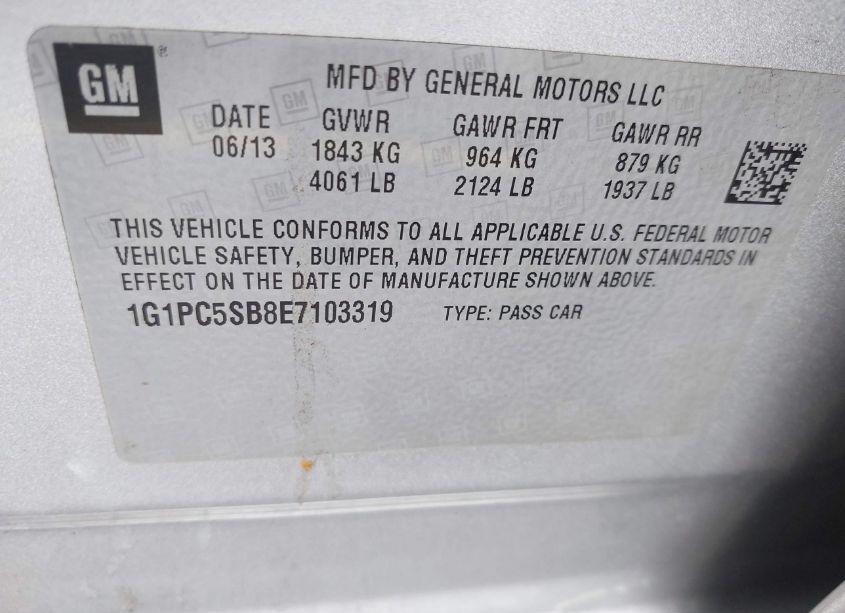 GM
MFD BY GENERAL MOTORS LLC
DATE GVWR GAWR FRT GAWR RR
06/13 1843 KG 964 KG 879 KG
4061 LB 2124 LB 1937 LB
THIS VEHICLE CONFORMS TO ALL APPLICABLE U.S. FEDERAL MOTOR
VEHICLE SAFETY, BUMPER, AND THEFT PREVENTION STANDARDS IN
EFFECT ON THE DATE OF MANUFACTURE SHOWN ABOVE.
1G1PC5SB8E7103319 TYPE: PASS CAR